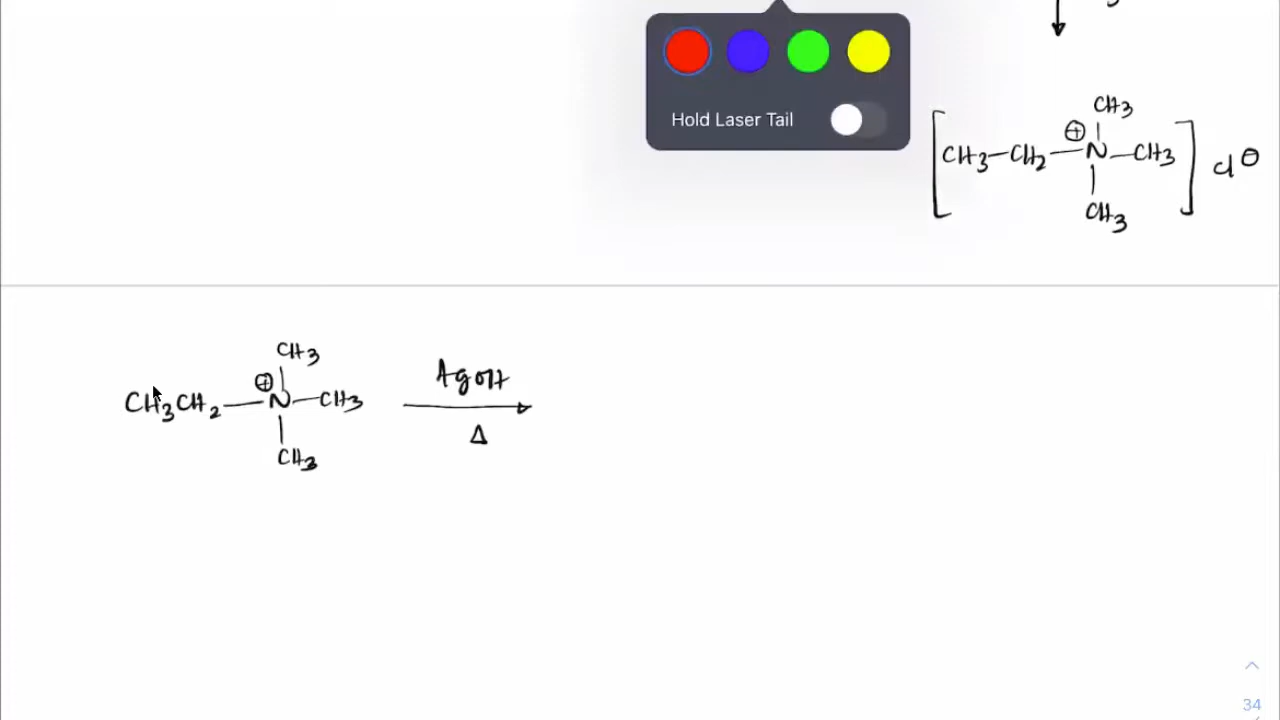 Hold Laser Tail
CH3
[CH3-CH2-N-CH3] Cl⊖
⊕
CH3
CH3
⊕
CH3CH2-N-CH3
CH3
AgOH
Δ
34